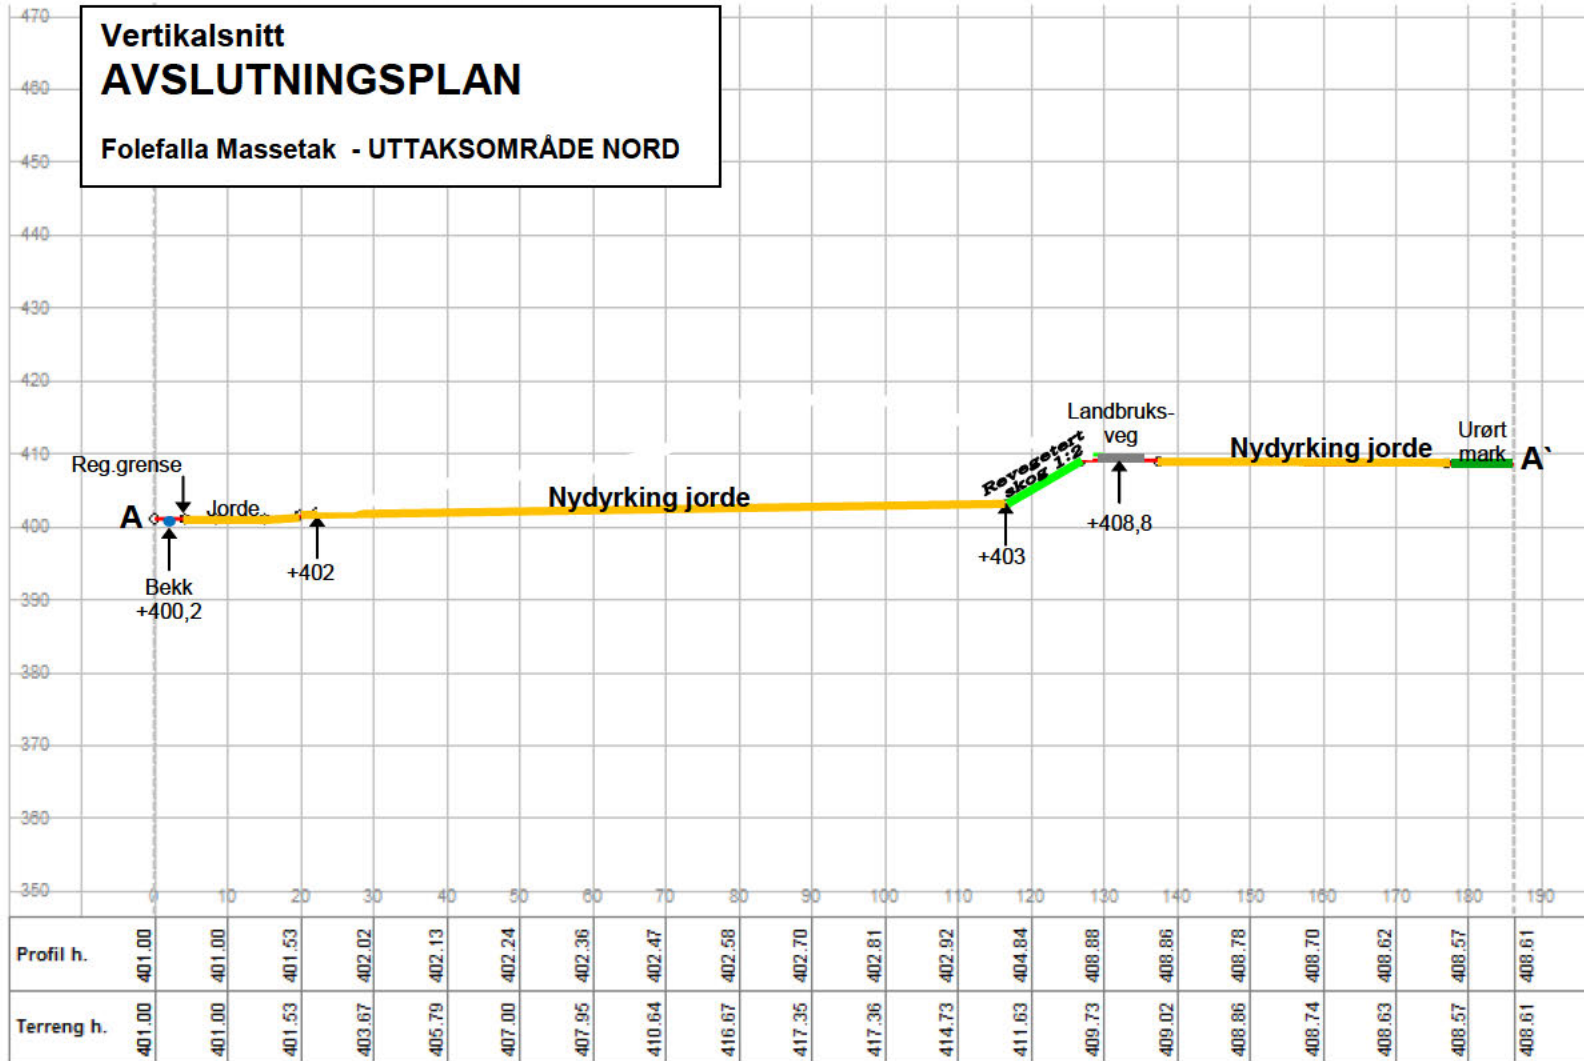 Vertikalsnitt
AVSLUTNINGSPLAN
Folefalla Massetak - UTTAKSOMRÅDE NORD
470
460
450
440
430
420
410
400
390
380
370
360
350
Reg.grense
A
Jorde
Bekk
+400,2
+402
Nydyrking jorde
Revegetert
skog 1:2
+403
Landbruks-
veg
+408,8
Nydyrking jorde
Urørt
mark
A`
0 10 20 30 40 50 60 70 80 90 100 110 120 130 140 150 160 170 180 190
Profil h. 401.00 401.00 401.53 402.02 402.13 402.24 402.36 402.47 402.58 402.70 402.81 402.92 404.84 408.88 408.86 408.78 408.70 408.62 408.57 408.61
Terreng h. 401.00 401.00 401.53 403.67 405.79 407.00 407.95 410.64 416.67 417.35 417.36 414.73 411.63 409.73 409.02 408.86 408.74 408.63 408.57 408.61